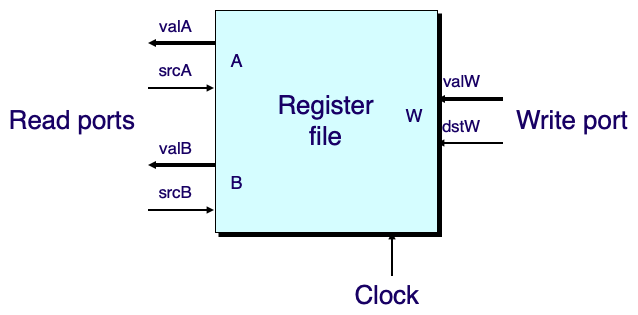 valA
srcA
A
Read ports
valB
srcB
B
Register
file
W
valW
dstW
Write port
Clock